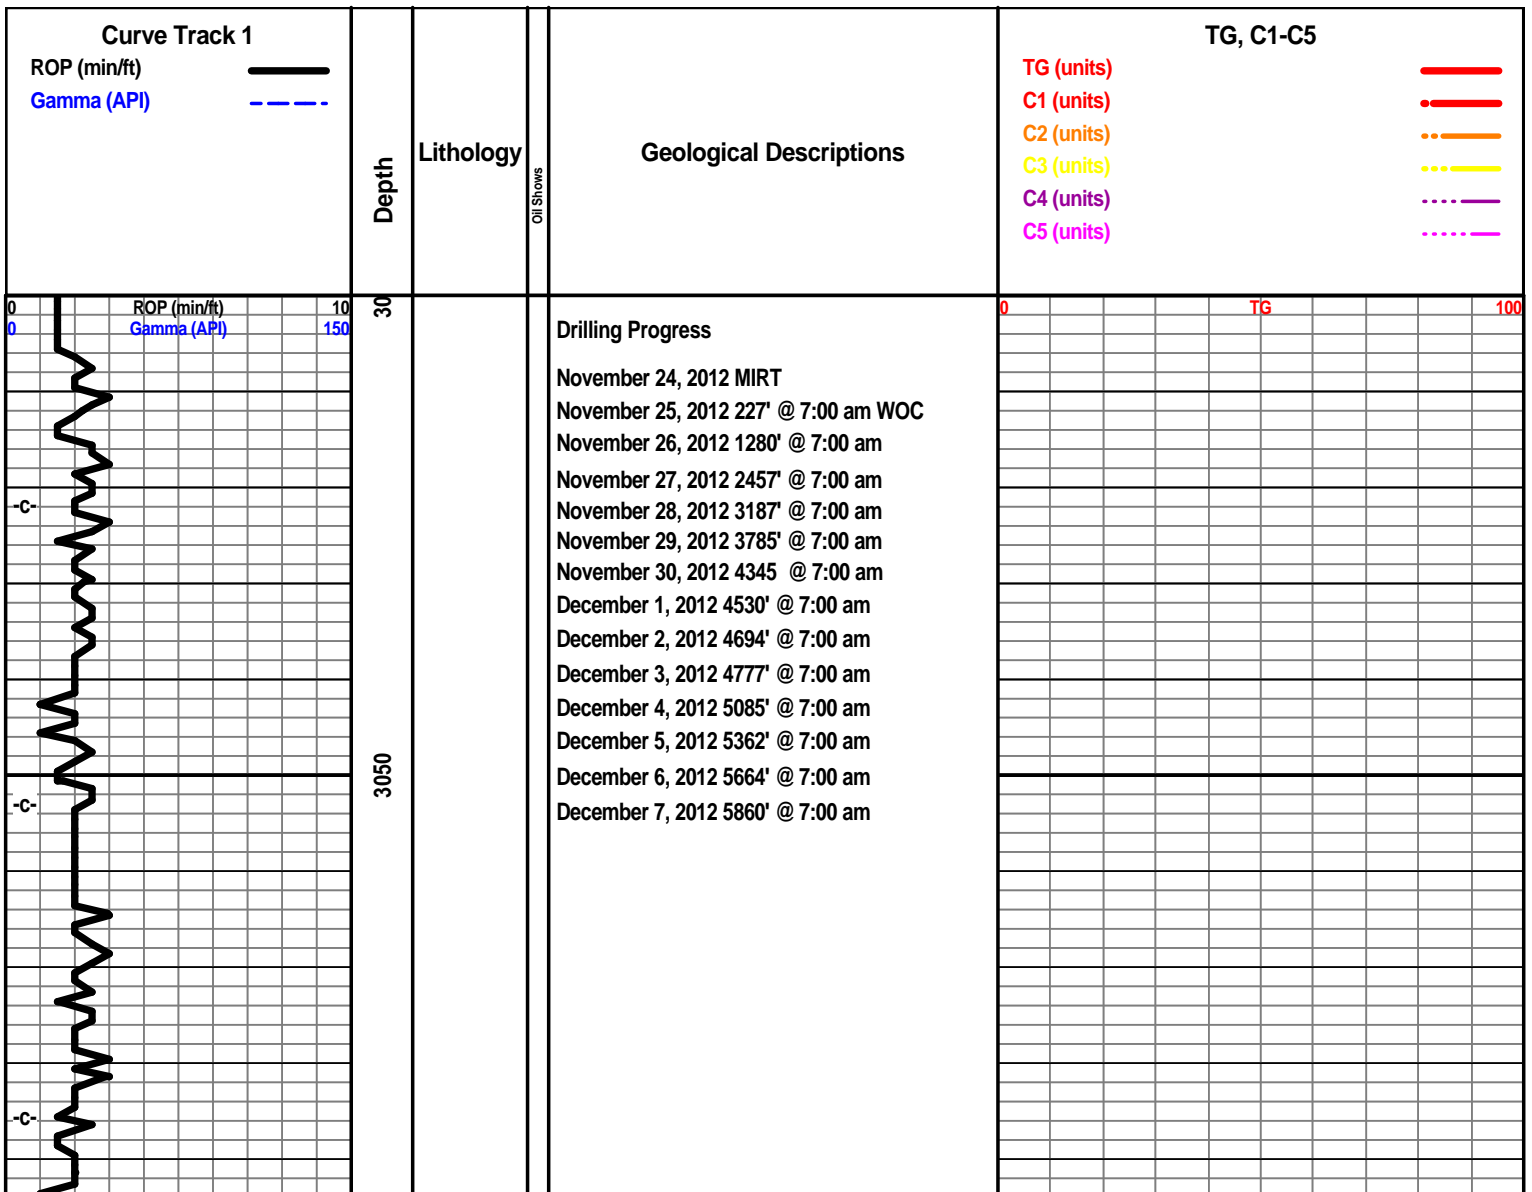 Curve Track 1
ROP (min/ft)
Gamma (API)
Depth
Lithology
Oil Shows
Geological Descriptions
TG, C1-C5
TG (units)
C1 (units)
C2 (units)
C3 (units)
C4 (units)
C5 (units)
0 ROP (min/ft) 10
0 Gamma (API) 150
30
0 TG 100
Drilling Progress
November 24, 2012 MIRT
November 25, 2012 227' @ 7:00 am WOC
November 26, 2012 1280' @ 7:00 am
November 27, 2012 2457' @ 7:00 am
-c-
November 28, 2012 3187' @ 7:00 am
November 29, 2012 3785' @ 7:00 am
November 30, 2012 4345 @ 7:00 am
December 1, 2012 4530' @ 7:00 am
December 2, 2012 4694' @ 7:00 am
December 3, 2012 4777' @ 7:00 am
December 4, 2012 5085' @ 7:00 am
December 5, 2012 5362' @ 7:00 am
3050
December 6, 2012 5664' @ 7:00 am
-c-
December 7, 2012 5860' @ 7:00 am
-c-